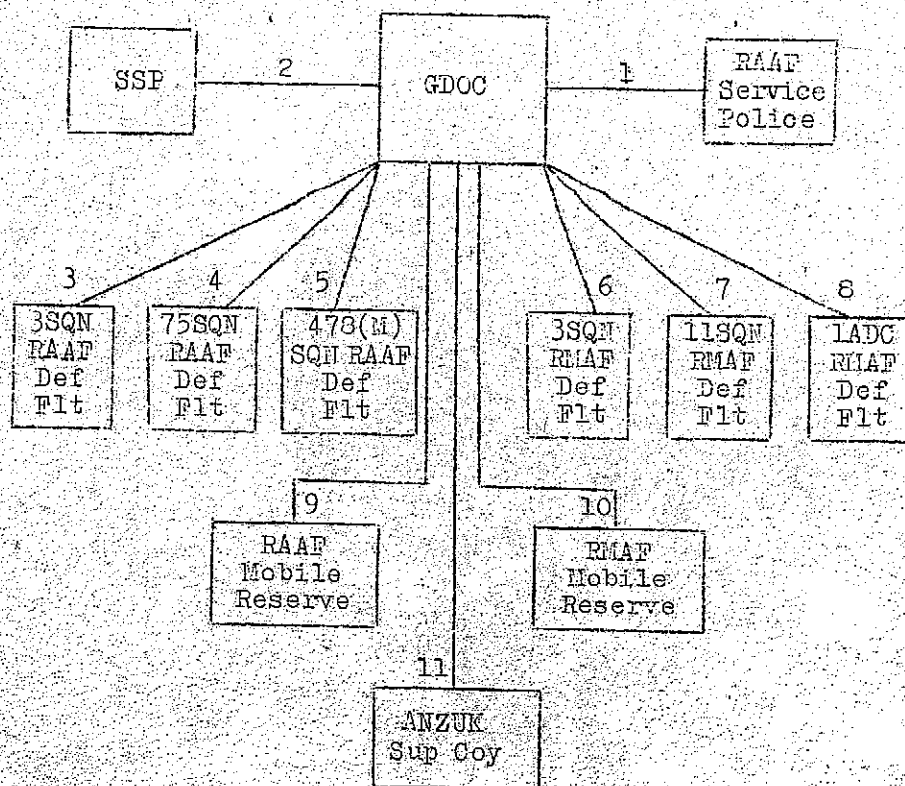 SSP
2
GDOC
1
RAAF
Service
Police
3
4
5
6
7
8
3SQN
RAAF
Def
Flt
75SQN
RAAF
Def
Flt
478(M)
SQN RAAF
Def
Flt
3SQN
RMAF
Def
Flt
11SQN
RMAF
Def
Flt
1ADC
RMAF
Def
Flt
9
RAAF
Mobile
Reserve
10
RMAF
Mobile
Reserve
11
ANZUK
Sup Coy